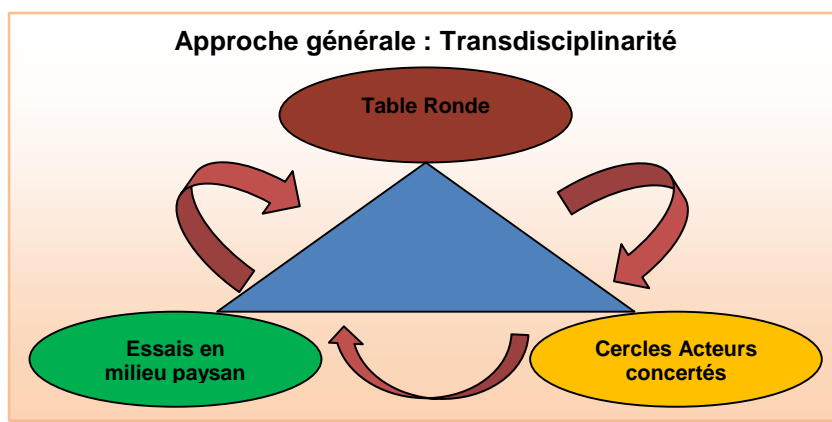 Approche générale : Transdisciplinarité
Table Ronde
Essais en
milieu paysan
Cercles Acteurs
concertés